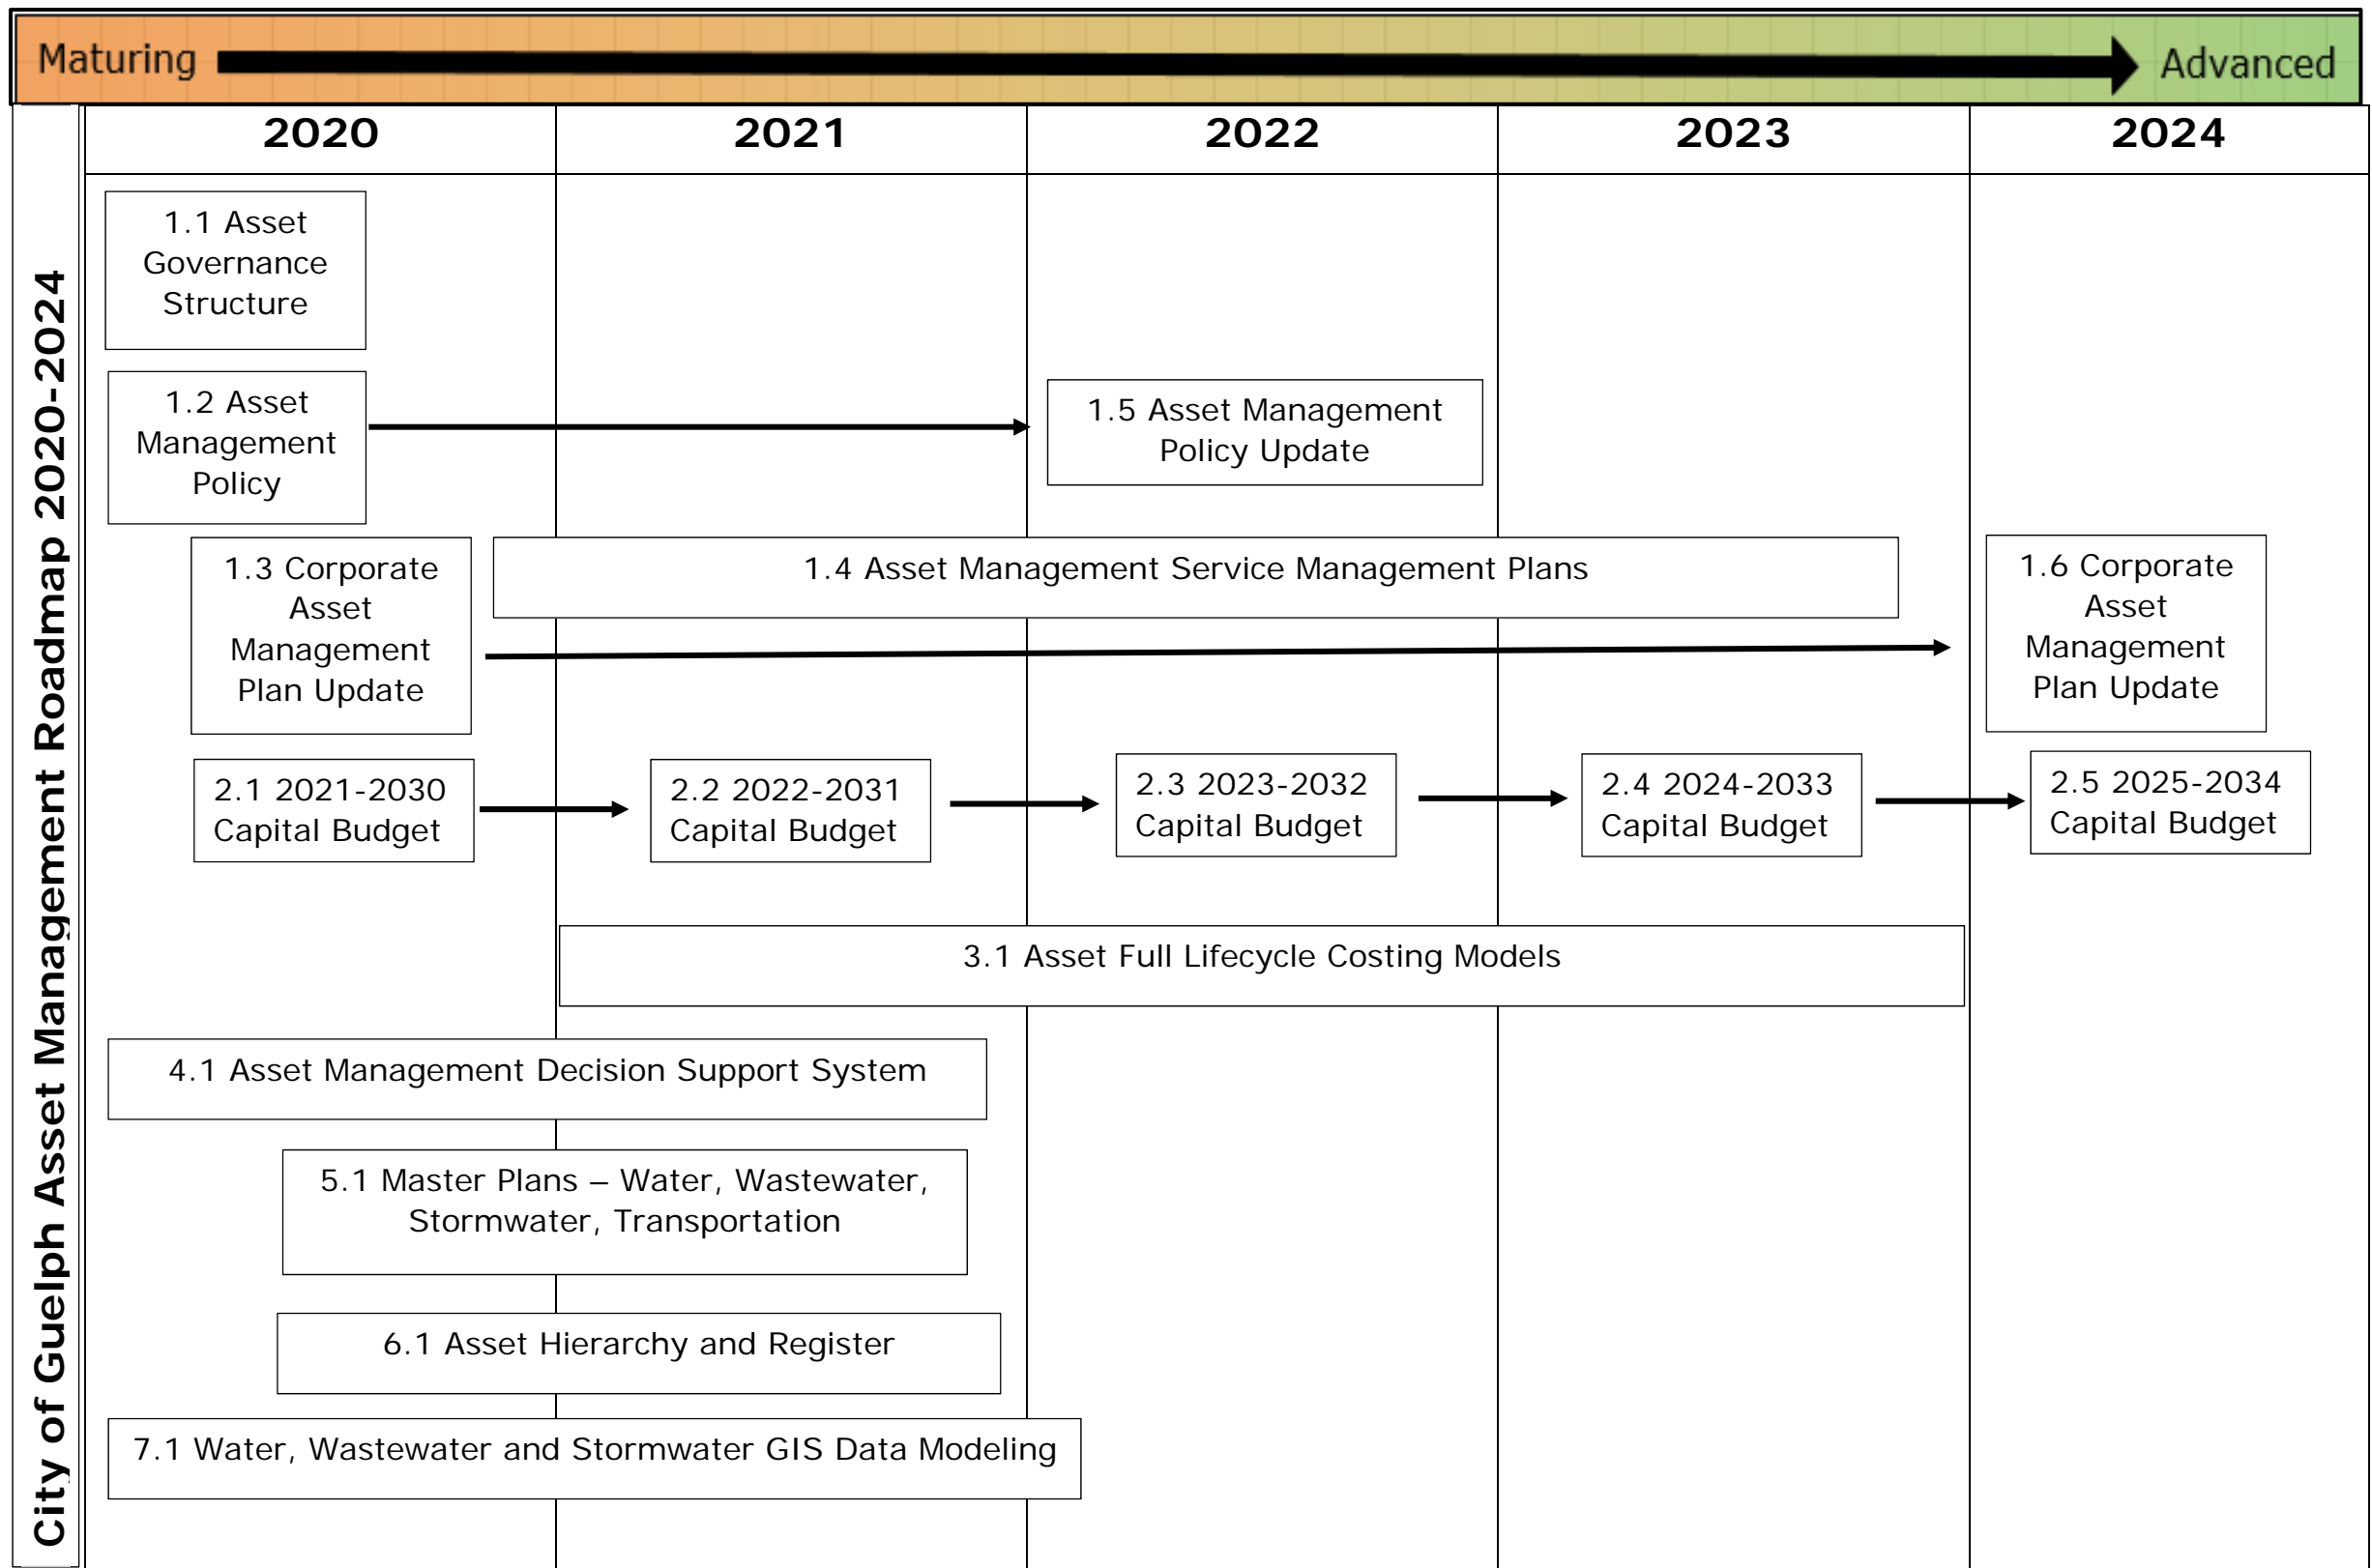 Maturing
Advanced
City of Guelph Asset Management Roadmap 2020-2024
2020
2021
2022
2023
2024
1.1 Asset
Governance
Structure
1.2 Asset
Management
Policy
1.5 Asset Management
Policy Update
1.3 Corporate
Asset
Management
Plan Update
1.4 Asset Management Service Management Plans
1.6 Corporate
Asset
Management
Plan Update
2.1 2021-2030
Capital Budget
2.2 2022-2031
Capital Budget
2.3 2023-2032
Capital Budget
2.4 2024-2033
Capital Budget
2.5 2025-2034
Capital Budget
3.1 Asset Full Lifecycle Costing Models
4.1 Asset Management Decision Support System
5.1 Master Plans – Water, Wastewater,
Stormwater, Transportation
6.1 Asset Hierarchy and Register
7.1 Water, Wastewater and Stormwater GIS Data Modeling